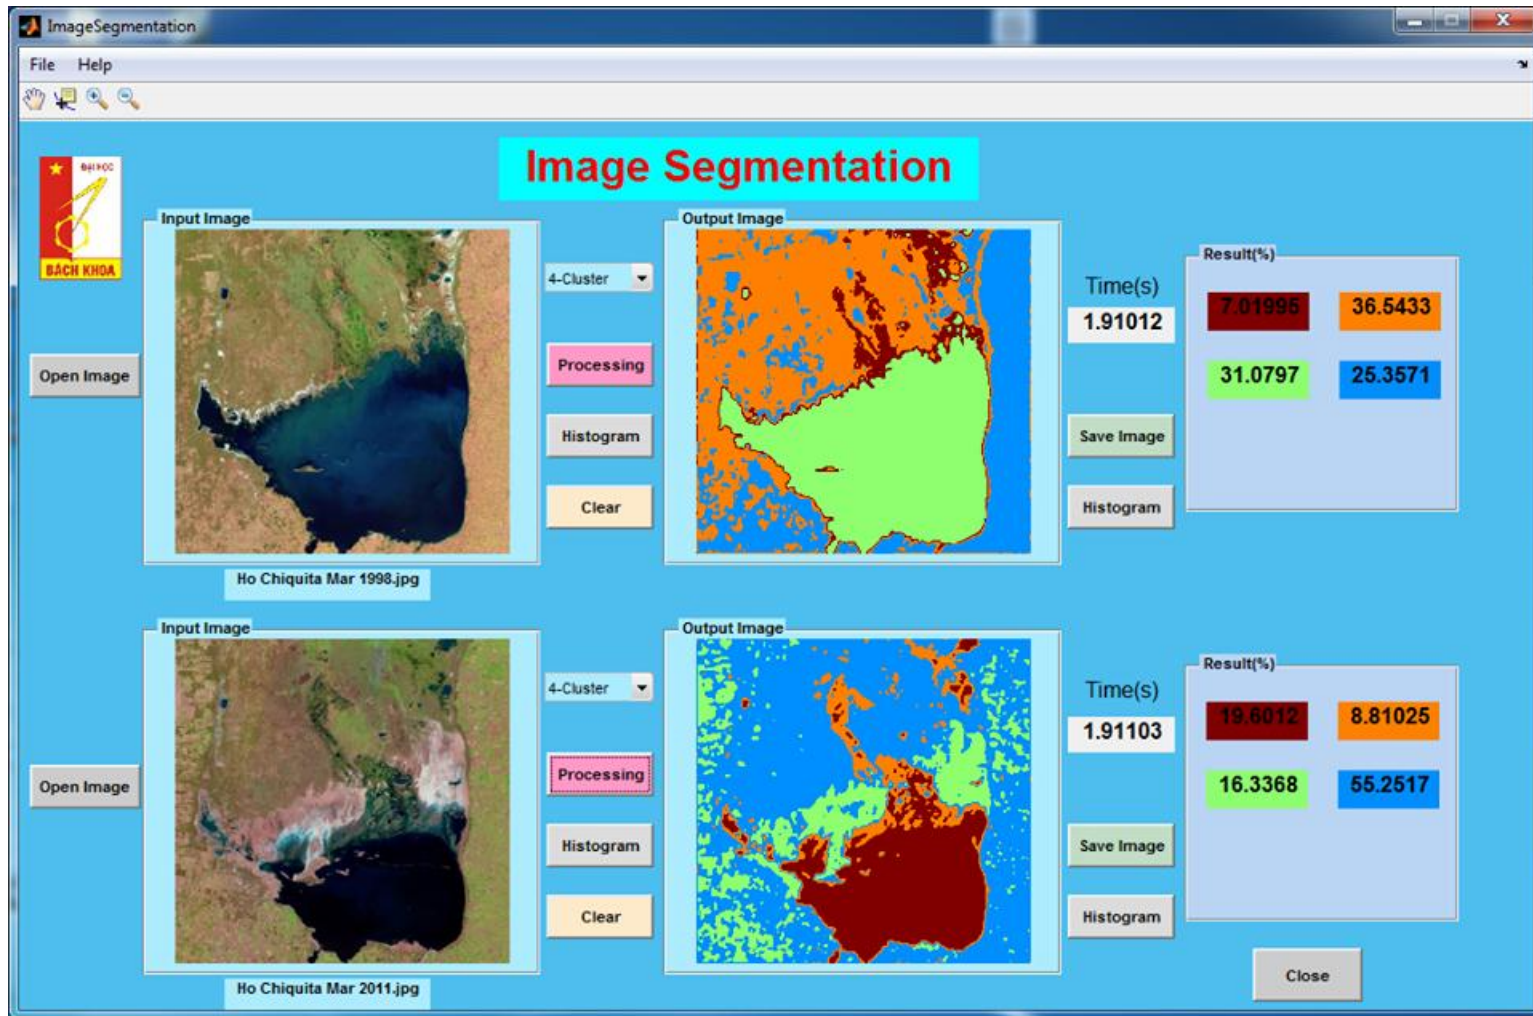 ImageSegmentation
File Help
Image Segmentation
ĐẠI HỌC
BÁCH KHOA
Input Image
4-Cluster
Open Image
Processing
Histogram
Clear
Ho Chiquita Mar 1998.jpg
Output Image
Time(s)
1.91012
Save Image
Histogram
Result(%)
7.01995 36.5433
31.0797 25.3571
Input Image
4-Cluster
Open Image
Processing
Histogram
Clear
Ho Chiquita Mar 2011.jpg
Output Image
Time(s)
1.91103
Save Image
Histogram
Result(%)
19.6012 8.81025
16.3368 55.2517
Close